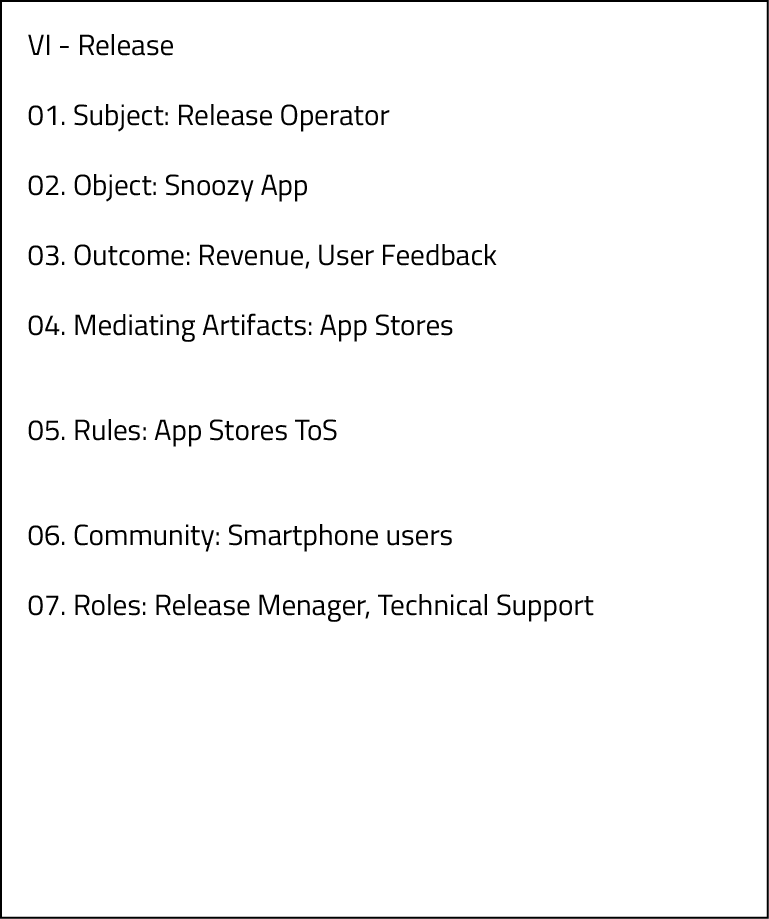 VI - Release
01. Subject: Release Operator
02. Object: Snoozy App
03. Outcome: Revenue, User Feedback
04. Mediating Artifacts: App Stores
05. Rules: App Stores ToS
06. Community: Smartphone users
07. Roles: Release Menager, Technical Support